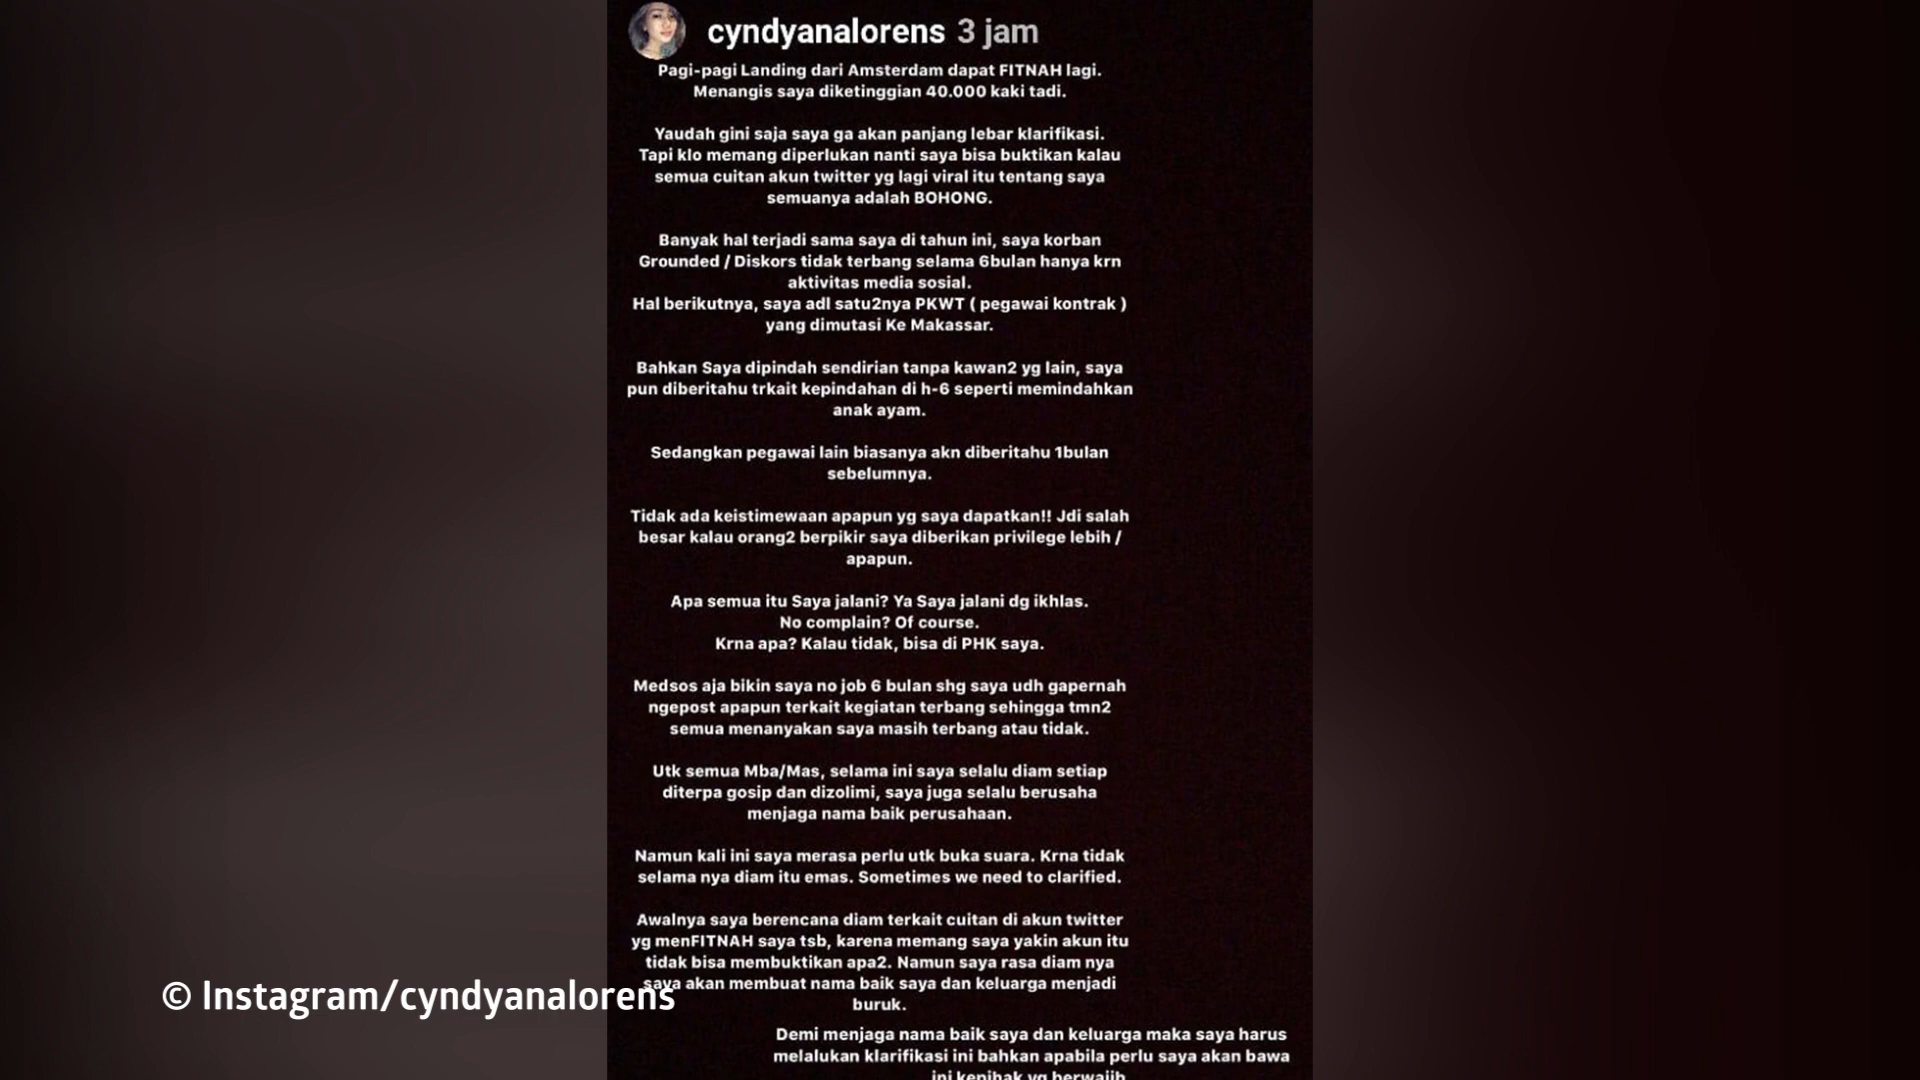 cyndyanalorens 3 jam
Pagi-pagi Landing dari Amsterdam dapat FITNAH lagi.
Menangis saya diketinggian 40.000 kaki tadi.
Yaudah gini saja saya ga akan panjang lebar klarifikasi.
Tapi klo memang diperlukan nanti saya bisa buktikan kalau
semua cuitan akun twitter yg lagi viral itu tentang saya
semuanya adalah BOHONG.
Banyak hal terjadi sama saya di tahun ini, saya korban
Grounded / Diskors tidak terbang selama 6bulan hanya krn
aktivitas media sosial.
Hal berikutnya, saya adl satu2nya PKWT ( pegawai kontrak )
yang dimutasi Ke Makassar.
Bahkan Saya dipindah sendirian tanpa kawan2 yg lain, saya
pun diberitahu trkait kepindahan di h-6 seperti memindahkan
anak ayam.
Sedangkan pegawai lain biasanya akn diberitahu 1bulan
sebelumnya.
Tidak ada keistimewaan apapun yg saya dapatkan!! Jdi salah
besar kalau orang2 berpikir saya diberikan privilege lebih /
apapun.
Apa semua itu Saya jalani? Ya Saya jalani dg ikhlas.
No complain? Of course.
Krna apa? Kalau tidak, bisa di PHK saya.
Medsos aja bikin saya no job 6 bulan shg saya udh gapernah
ngepost apapun terkait kegiatan terbang sehingga tmn2
semua menanyakan saya masih terbang atau tidak.
Utk semua Mba/Mas, selama ini saya selalu diam setiap
diterpa gosip dan dizolimi, saya juga selalu berusaha
menjaga nama baik perusahaan.
Namun kali ini saya merasa perlu utk buka suara. Krna tidak
selama nya diam itu emas. Sometimes we need to clarified.
Awalnya saya berencana diam terkait cuitan di akun twitter
yg menFITNAH saya tsb, karena memang saya yakin akun itu
tidak bisa membuktikan apa2. Namun saya rasa diam nya
saya akan membuat nama baik saya dan keluarga menjadi
buruk.
© Instagram/cyndyanalorens
Demi menjaga nama baik saya dan keluarga maka saya harus
melalukan klarifikasi ini bahkan apabila perlu saya akan bawa
ini kepihak yg berwajib